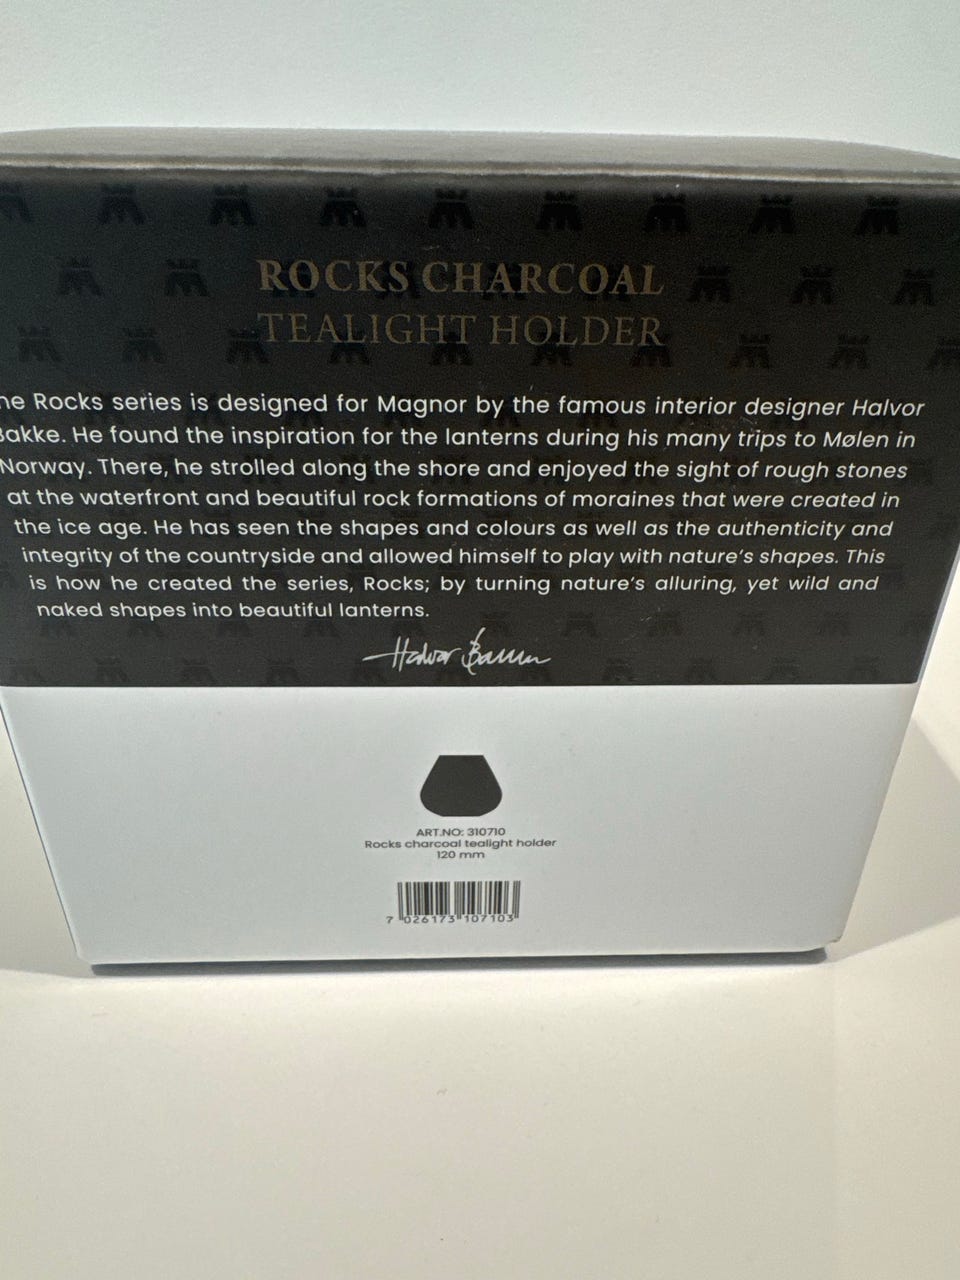 ROCKS CHARCOAL
TEALIGHT HOLDER
he Rocks series is designed for Magnor by the famous interior designer Halvor
Bakke. He found the inspiration for the lanterns during his many trips to Mølen in
Norway. There, he strolled along the shore and enjoyed the sight of rough stones
at the waterfront and beautiful rock formations of moraines that were created in
the ice age. He has seen the shapes and colours as well as the authenticity and
integrity of the countryside and allowed himself to play with nature's shapes. This
is how he created the series, Rocks; by turning nature's alluring, yet wild and
naked shapes into beautiful lanterns.
Halvor Bakke
ART.NO: 310710
Rocks charcoal tealight holder
120 mm
7 026173 107103